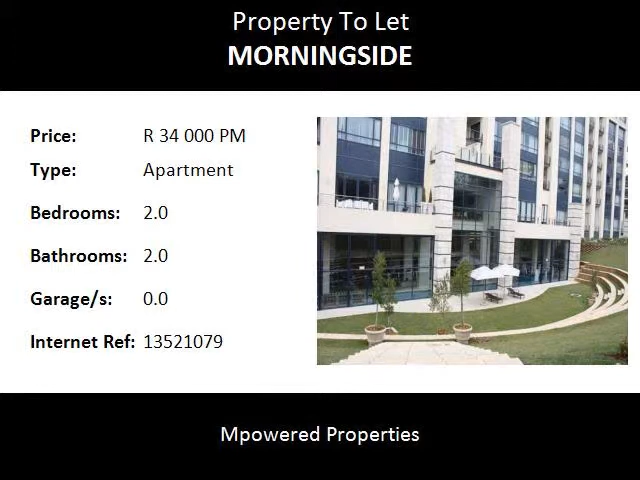 Property To Let
MORNINGSIDE
Price: R 34 000 PM
Type: Apartment
Bedrooms: 2.0
Bathrooms: 2.0
Garage/s: 0.0
Internet Ref: 13521079
Mpowered Properties